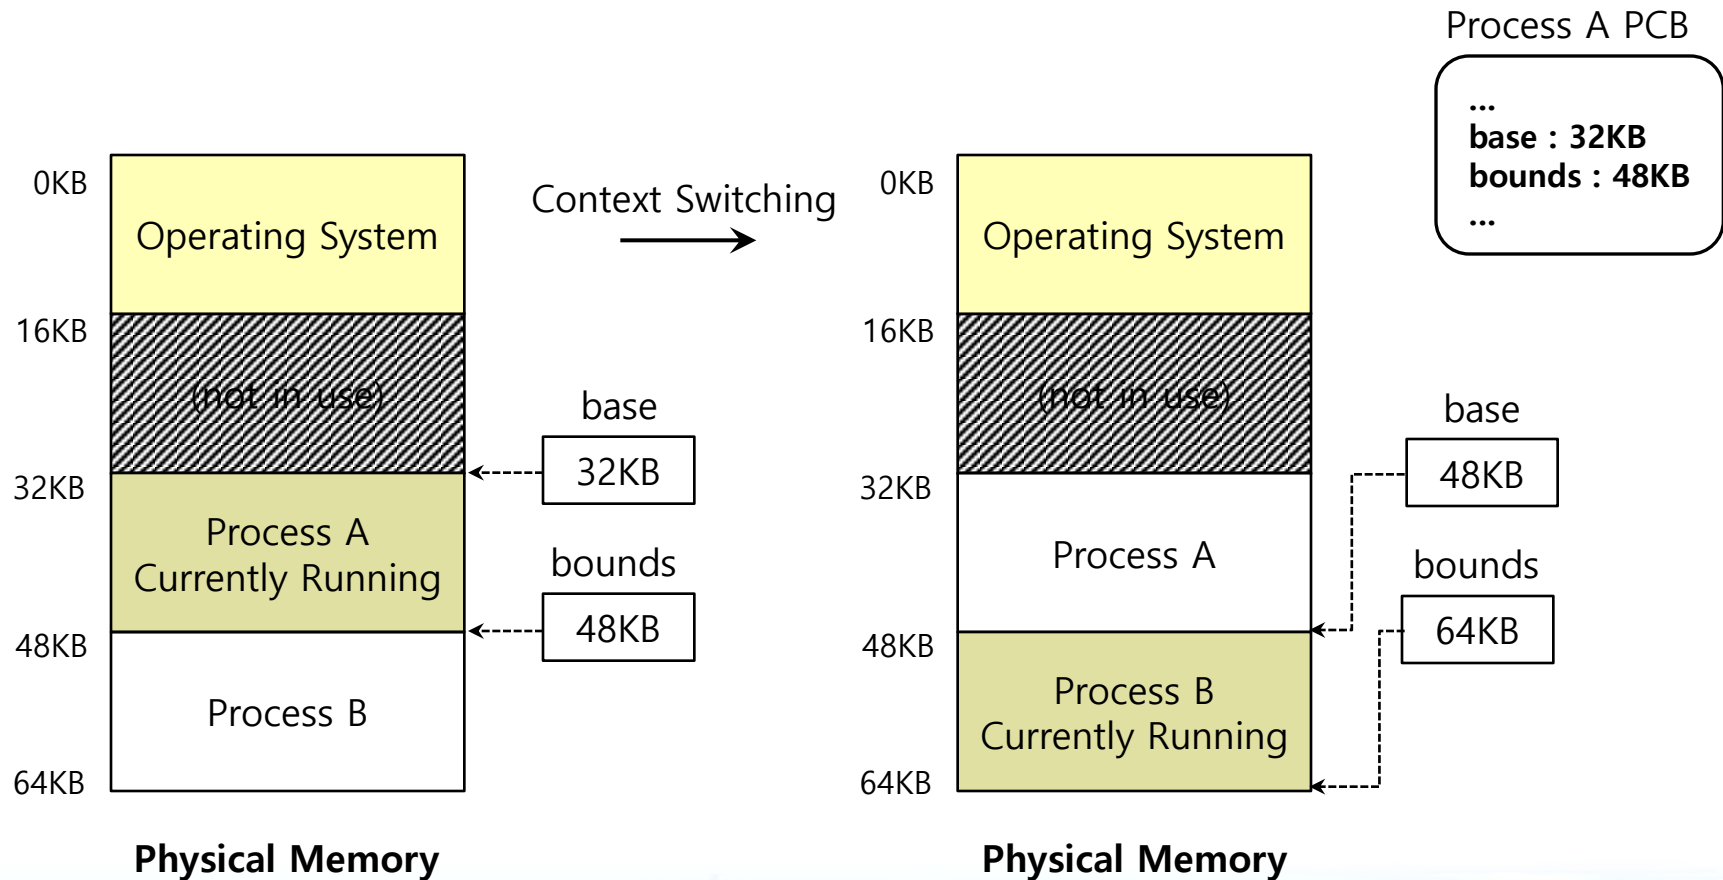 Process A PCB
...
base : 32KB
bounds : 48KB
...
0KB
Operating System
16KB
(not in use)
32KB
Process A
Currently Running
48KB
Process B
64KB
Physical Memory
base
32KB
bounds
48KB
Context Switching
0KB
Operating System
16KB
(not in use)
32KB
Process A
48KB
Process B
Currently Running
64KB
Physical Memory
base
48KB
bounds
64KB